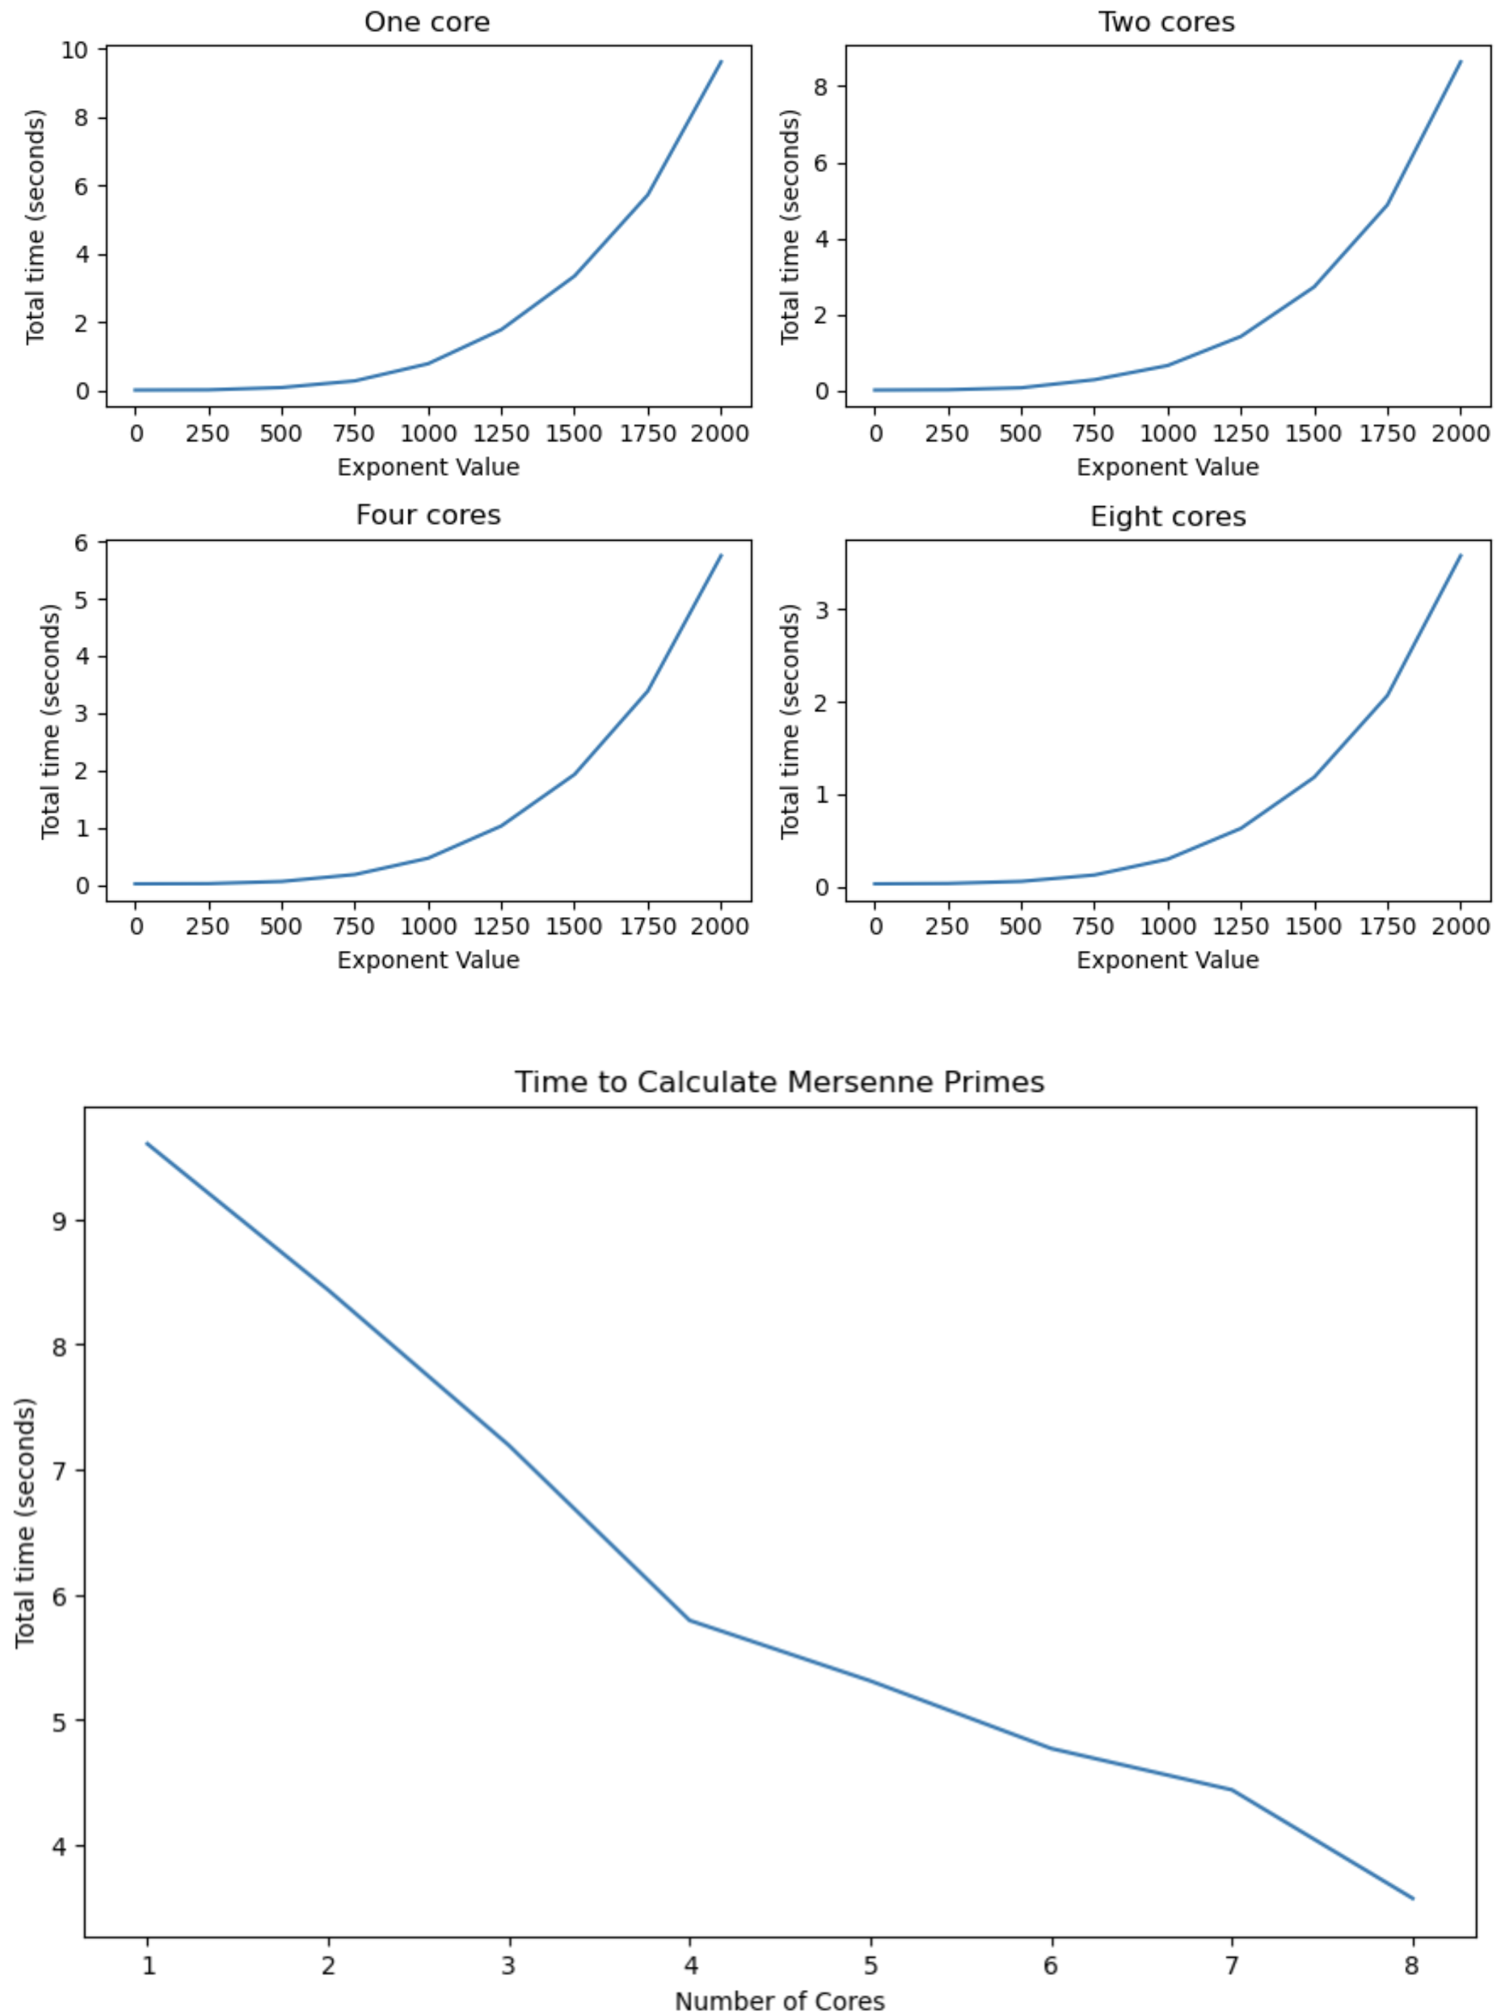 One core
Total time (seconds)
10
8
6
4
2
0
0 250 500 750 1000 1250 1500 1750 2000
Exponent Value
Two cores
Total time (seconds)
8
6
4
2
0
0 250 500 750 1000 1250 1500 1750 2000
Exponent Value
Four cores
Total time (seconds)
6
5
4
3
2
1
0
0 250 500 750 1000 1250 1500 1750 2000
Exponent Value
Eight cores
Total time (seconds)
3
2
1
0
0 250 500 750 1000 1250 1500 1750 2000
Exponent Value
Time to Calculate Mersenne Primes
Total time (seconds)
9
8
7
6
5
4
1 2 3 4 5 6 7 8
Number of Cores